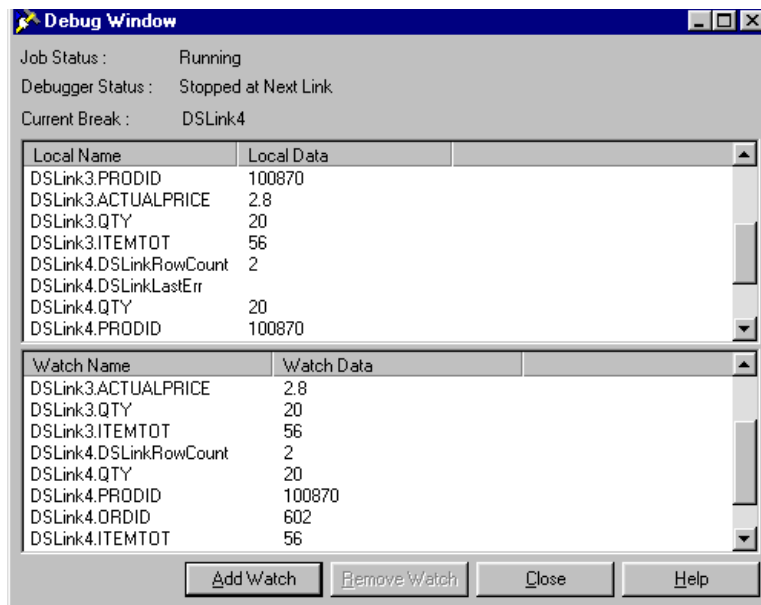 Debug Window
Job Status : Running
Debugger Status : Stopped at Next Link
Current Break : DSLink4
Local Name Local Data
DSLink3.PRODID 100870
DSLink3.ACTUALPRICE 2.8
DSLink3.QTY 20
DSLink3.ITEMTOT 56
DSLink4.DSLinkRowCount 2
DSLink4.DSLinkLastErr
DSLink4.QTY 20
DSLink4.PRODID 100870
Watch Name Watch Data
DSLink3.ACTUALPRICE 2.8
DSLink3.QTY 20
DSLink3.ITEMTOT 56
DSLink4.DSLinkRowCount 2
DSLink4.QTY 20
DSLink4.PRODID 100870
DSLink4.ORDID 602
DSLink4.ITEMTOT 56
Add Watch Remove Watch Close Help